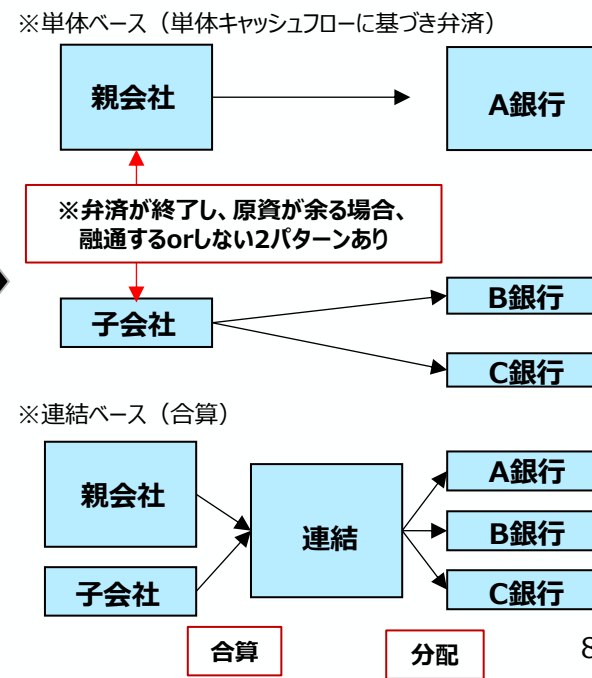 ※単体ベース（単体キャッシュフローに基づき弁済）
親会社
A銀行
※弁済が終了し、原資が余る場合、
融通するorしない2パターンあり
子会社
B銀行
C銀行
※連結ベース（合算）
親会社
子会社
連結
A銀行
B銀行
C銀行
合算
分配
8